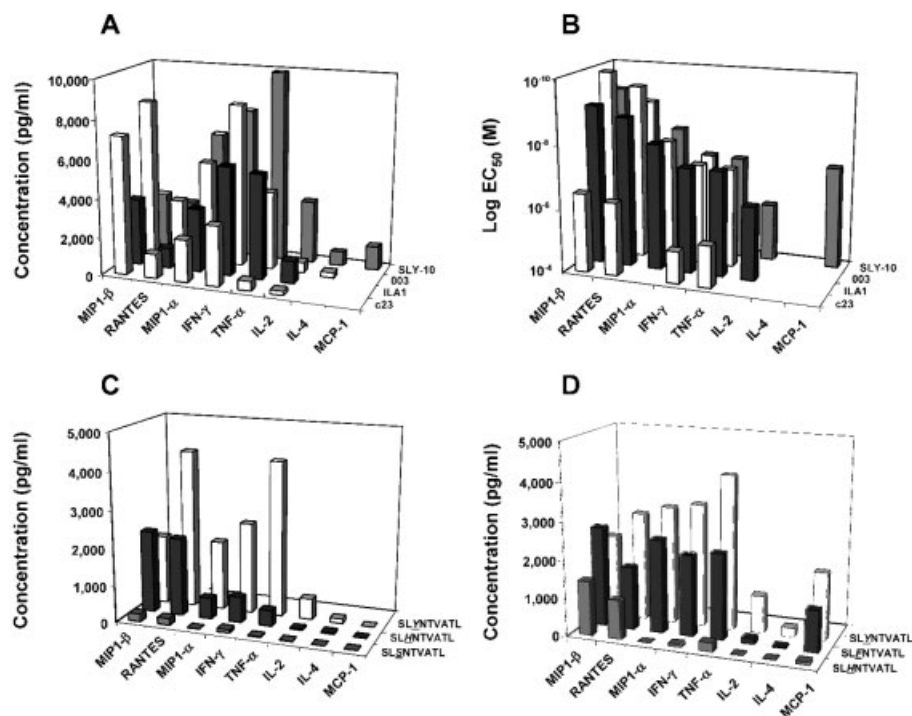 A
Concentration (pg/ml)
10,000
8,000
6,000
4,000
2,000
0
MIP1-β
RANTES
MIP1-α
IFN-γ
TNF-α
IL-2
IL-4
MCP-1
SLY-10
003
ILA1
c23
B
Log EC50 (M)
10-10
10-8
10-6
10-4
MIP1-β
RANTES
MIP1-α
IFN-γ
TNF-α
IL-2
IL-4
MCP-1
SLY-10
003
ILA1
c23
C
Concentration (pg/ml)
5,000
4,000
3,000
2,000
1,000
0
MIP1-β
RANTES
MIP1-α
IFN-γ
TNF-α
IL-2
IL-4
MCP-1
SLYNTVATL
SLHNTVATL
SLSNTVATL
D
Concentration (pg/ml)
5,000
4,000
3,000
2,000
1,000
0
MIP1-β
RANTES
MIP1-α
IFN-γ
TNF-α
IL-2
IL-4
MCP-1
SLYNTVATL
SLFNTVATL
SLHNTVATL